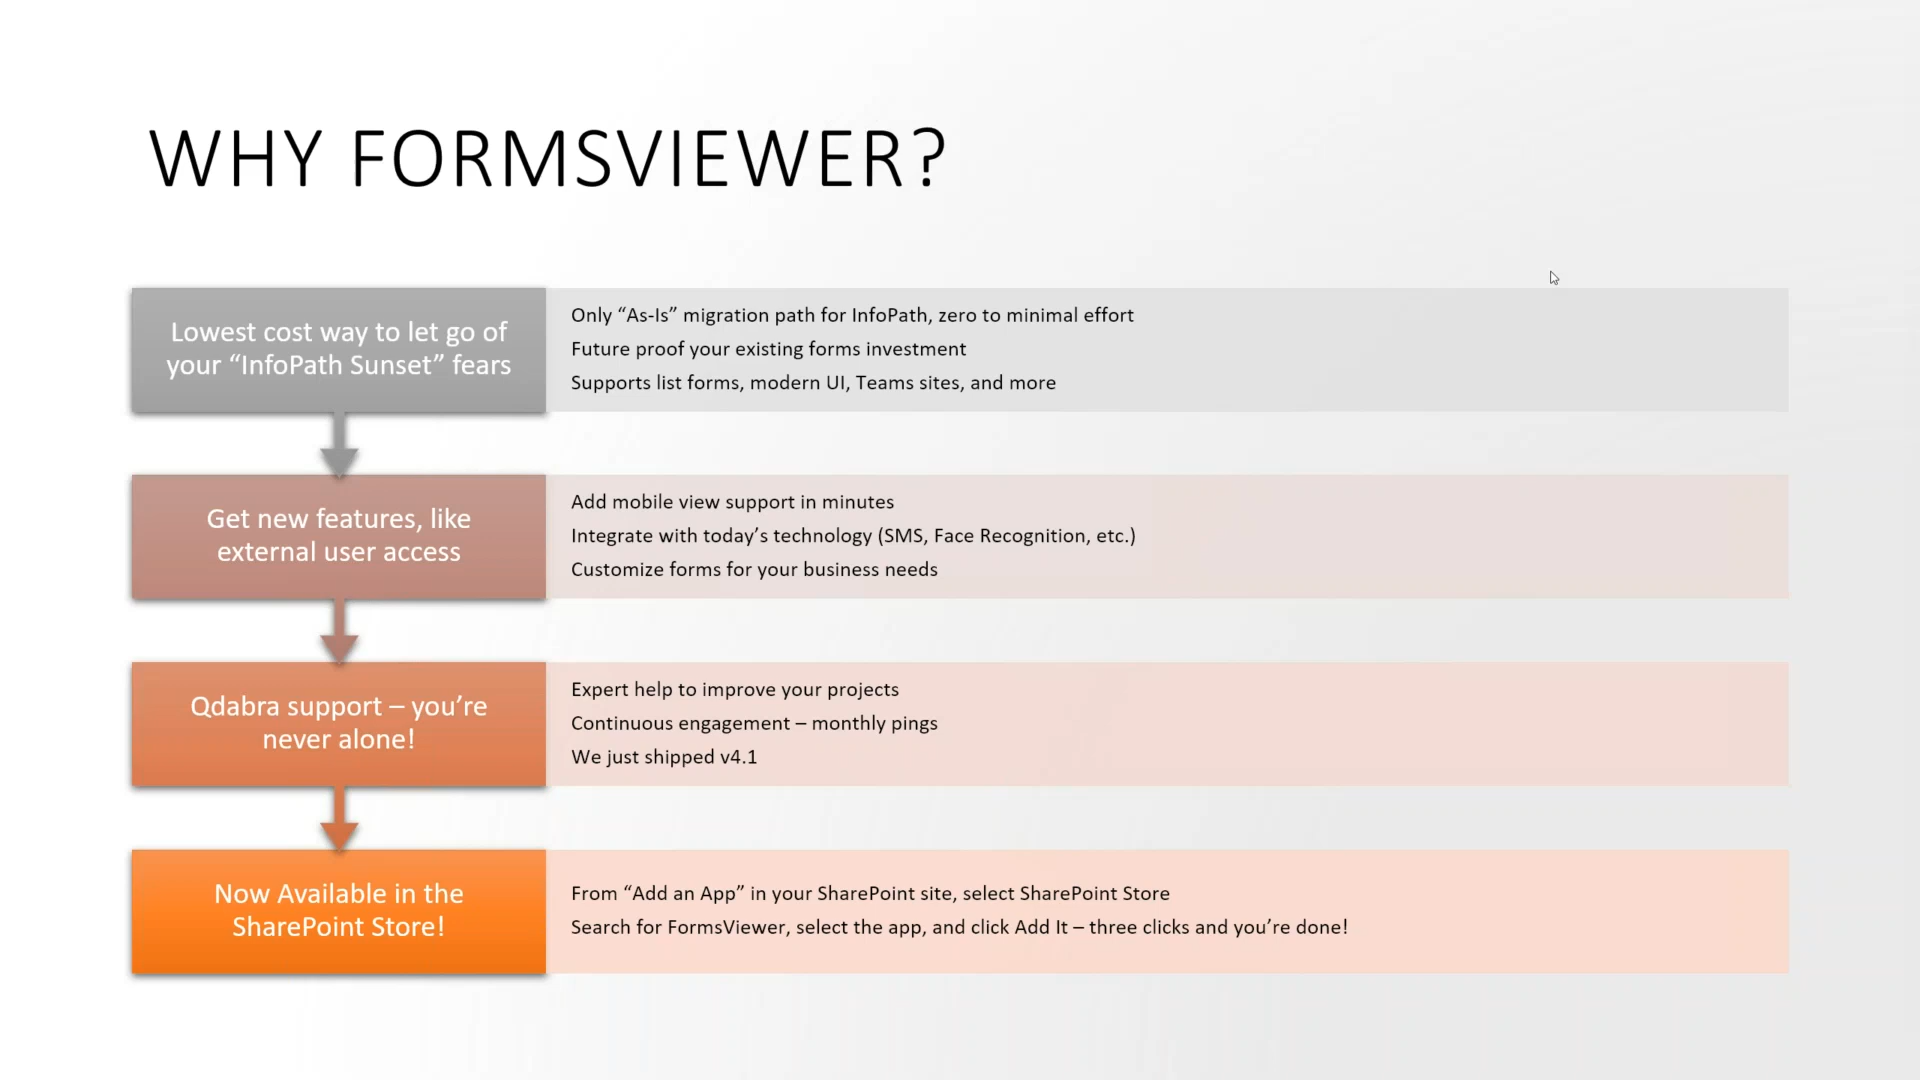 WHY FORMSVIEWER?
Lowest cost way to let go of
your “InfoPath Sunset” fears
Only “As-Is” migration path for InfoPath, zero to minimal effort
Future proof your existing forms investment
Supports list forms, modern UI, Teams sites, and more
Get new features, like
external user access
Add mobile view support in minutes
Integrate with today’s technology (SMS, Face Recognition, etc.)
Customize forms for your business needs
Qdabra support – you’re
never alone!
Expert help to improve your projects
Continuous engagement – monthly pings
We just shipped v4.1
Now Available in the
SharePoint Store!
From “Add an App” in your SharePoint site, select SharePoint Store
Search for FormsViewer, select the app, and click Add It – three clicks and you’re done!